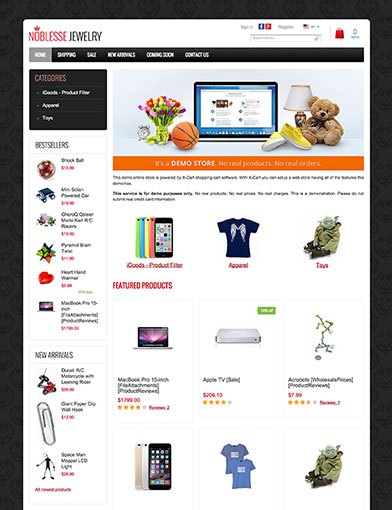 NOBLESSE JEWELRY
Sign in
Register
Search items...
HOME
SHIPPING
SALE
NEW ARRIVALS
COMING SOON
CONTACT US
CATEGORIES
iGoods - Product Filter
Apparel
Toys
It's a DEMO STORE. No real products. No real orders.
This demo online store is powered by X-Cart shopping cart software. With X-Cart you can setup a web store having all of the features this
demo has.
This service is for demo purposes only. No real products. No real prices. No real charges. This is a demonstration. Please do not
submit real credit card information.
iGoods - Product Filter
Apparel
Toys
BESTSELLERS
Shock Ball
$13.99
Mini Solar-
Powered Car
$19.99
ChoroQ Career
Mario Kart R/C
Racers
Pyramid Brain
Twist
$11.99
Heart Hand
Warmer
$5.99
MacBook Pro 15-
inch
[FileAttachments]
[ProductReviews]
$1799.00
NEW ARRIVALS
Ducati R/C
Motorcycle with
Leaning Rider
Giant Paper Clip
Wall Hook
$12.99
Space Man
Moppel LED
Light
$29.99
All newest products
FEATURED PRODUCTS
MacBook Pro 15-inch
[FileAttachments]
[ProductReviews]
$1799.00
Reviews: 2
Apple TV [Sale]
$206.10
Acrobots [WholesalePrices]
[ProductReviews]
$7.99
Reviews: 1